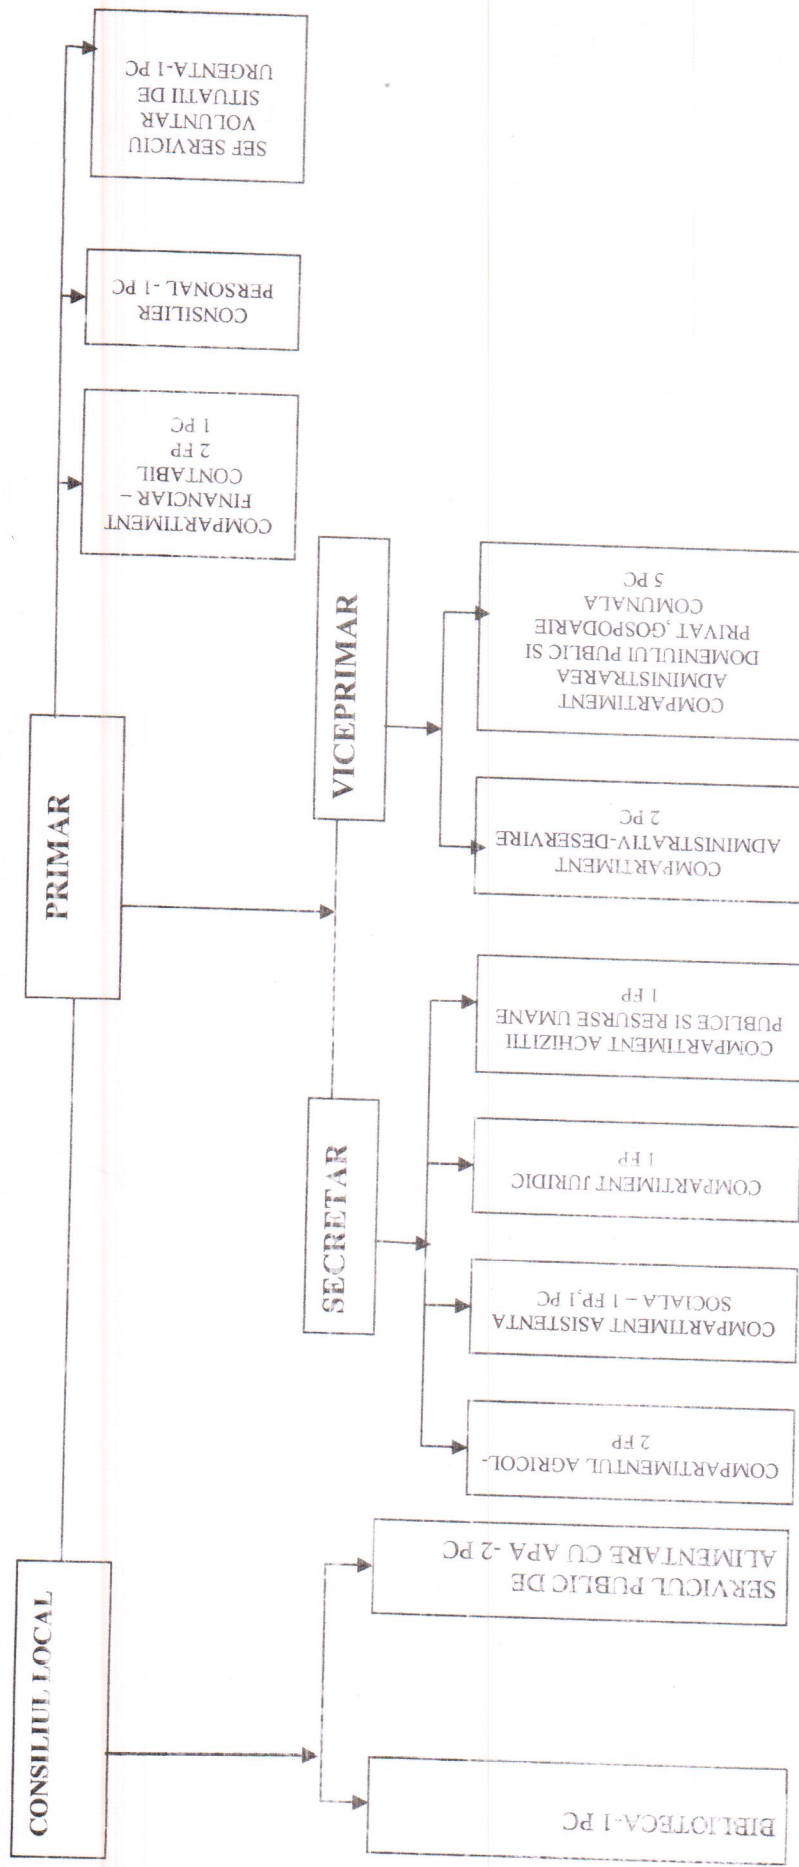 CONSILIUL LOCAL
PRIMAR
SECRETAR
VICEPRIMAR
BIBLIOTECA-1 PC
SERVICUL PUBLIC DE
ALIMENTARE CU APA -2 PC
COMPARTIMENTUL AGRICOL-
2 FP
COMPARTIMENT ASISTENTA
SOCIALA – 1 FP,1 PC
COMPARTIMENT JURIDIC
1 FP
COMPARTIMENT ACHIZITII
PUBLICE SI RESURSE UMANE
1 FP
COMPARTIMENT
ADMINISTRATIV-DESERVIRE
2 PC
COMPARTIMENT
ADMINISTRAREA
DOMENIULUI PUBLIC SI
PRIVAT, GOSPODARIE
COMUNALA
5 PC
COMPARTIMENT
FINANCIAR –
CONTABIL
2 FP
1 PC
CONSILIER
PERSONAL -1 PC
SEF SERVICIU
VOLUNTAR
SITUATII DE
URGENTA-1 PC